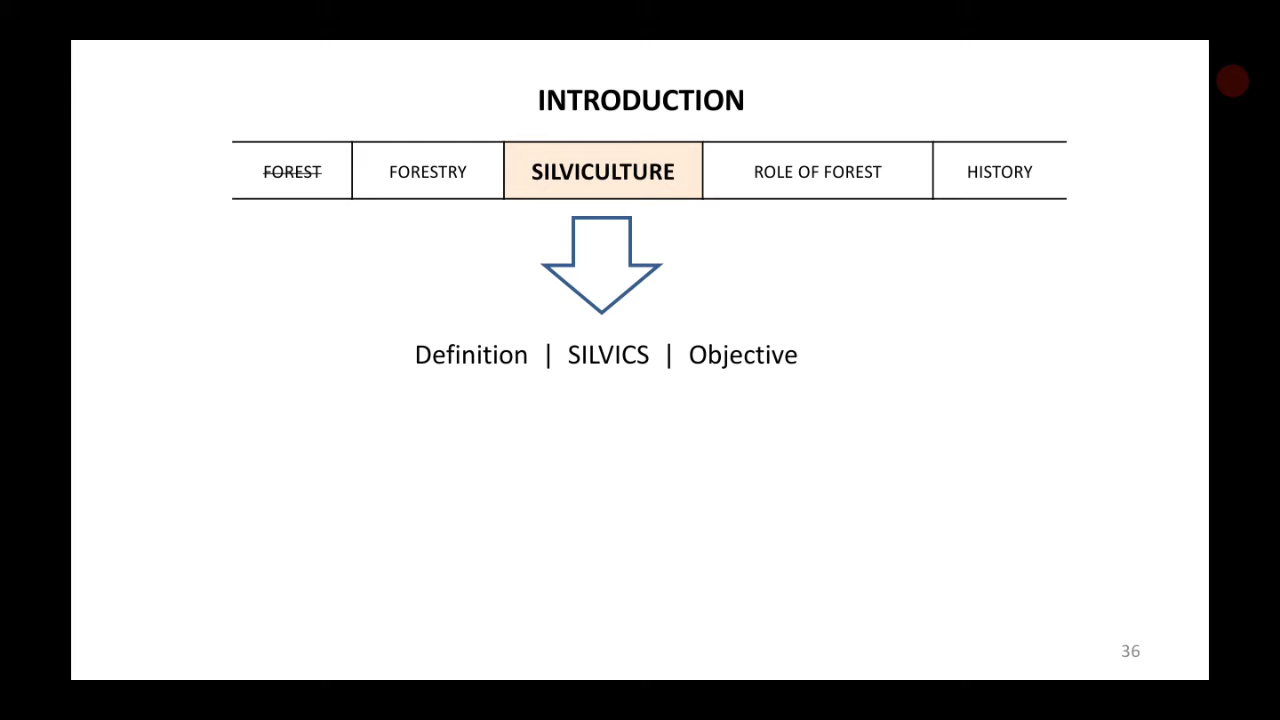 INTRODUCTION
FOREST FORESTRY SILVICULTURE ROLE OF FOREST HISTORY
Definition | SILVICS | Objective
36